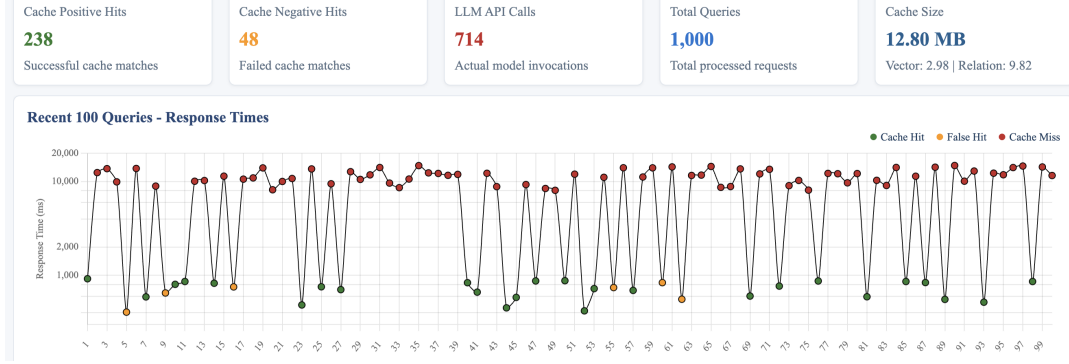 Cache Positive Hits
238
Successful cache matches
Cache Negative Hits
48
Failed cache matches
LLM API Calls
714
Actual model invocations
Total Queries
1,000
Total processed requests
Cache Size
12.80 MB
Vector: 2.98 | Relation: 9.82
Recent 100 Queries - Response Times
Cache Hit
False Hit
Cache Miss
Response Time (ms)
20,000
10,000
2,000
1,000
1 3 5 7 9 11 13 15 17 19 21 23 25 27 29 31 33 35 37 39 41 43 45 47 49 51 53 55 57 59 61 63 65 67 69 71 73 75 77 79 81 83 85 87 89 91 93 95 97 99